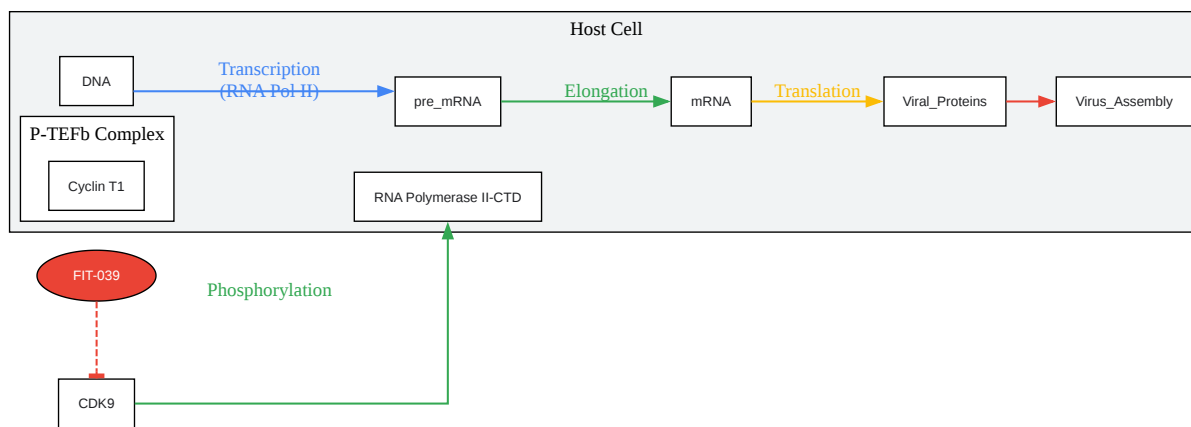 Host Cell
DNA
Transcription
(RNA Pol II)
pre_mRNA
Elongation
mRNA
Translation
Viral_Proteins
Virus_Assembly
P-TEFb Complex
Cyclin T1
RNA Polymerase II-CTD
FIT-039
Phosphorylation
CDK9